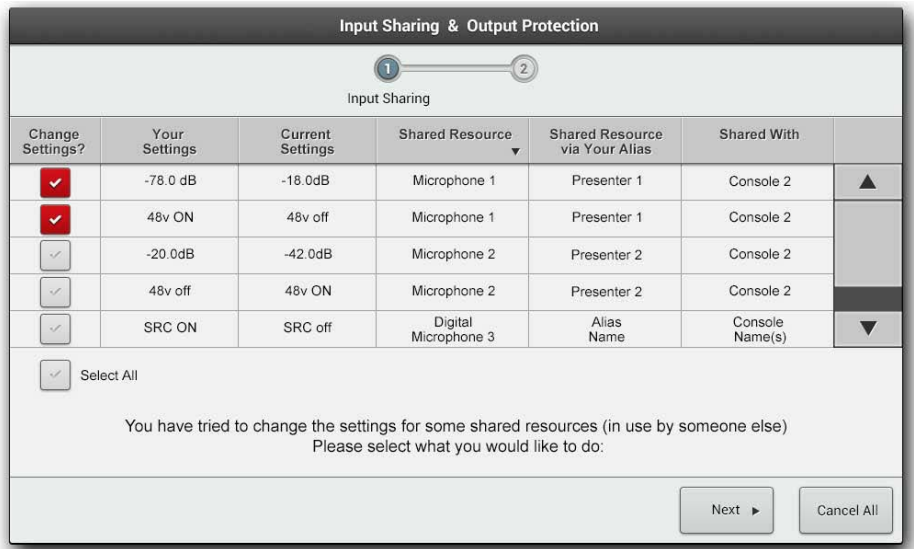 Input Sharing & Output Protection
1 2
Input Sharing
Change Settings? Your Settings Current Settings Shared Resource Shared Resource via Your Alias Shared With
-78.0 dB -18.0dB Microphone 1 Presenter 1 Console 2
48v ON 48v off Microphone 1 Presenter 1 Console 2
-20.0dB -42.0dB Microphone 2 Presenter 2 Console 2
48v off 48v ON Microphone 2 Presenter 2 Console 2
SRC ON SRC off Digital Microphone 3 Alias Name Console Name(s)
Select All
You have tried to change the settings for some shared resources (in use by someone else)
Please select what you would like to do:
Next Cancel All